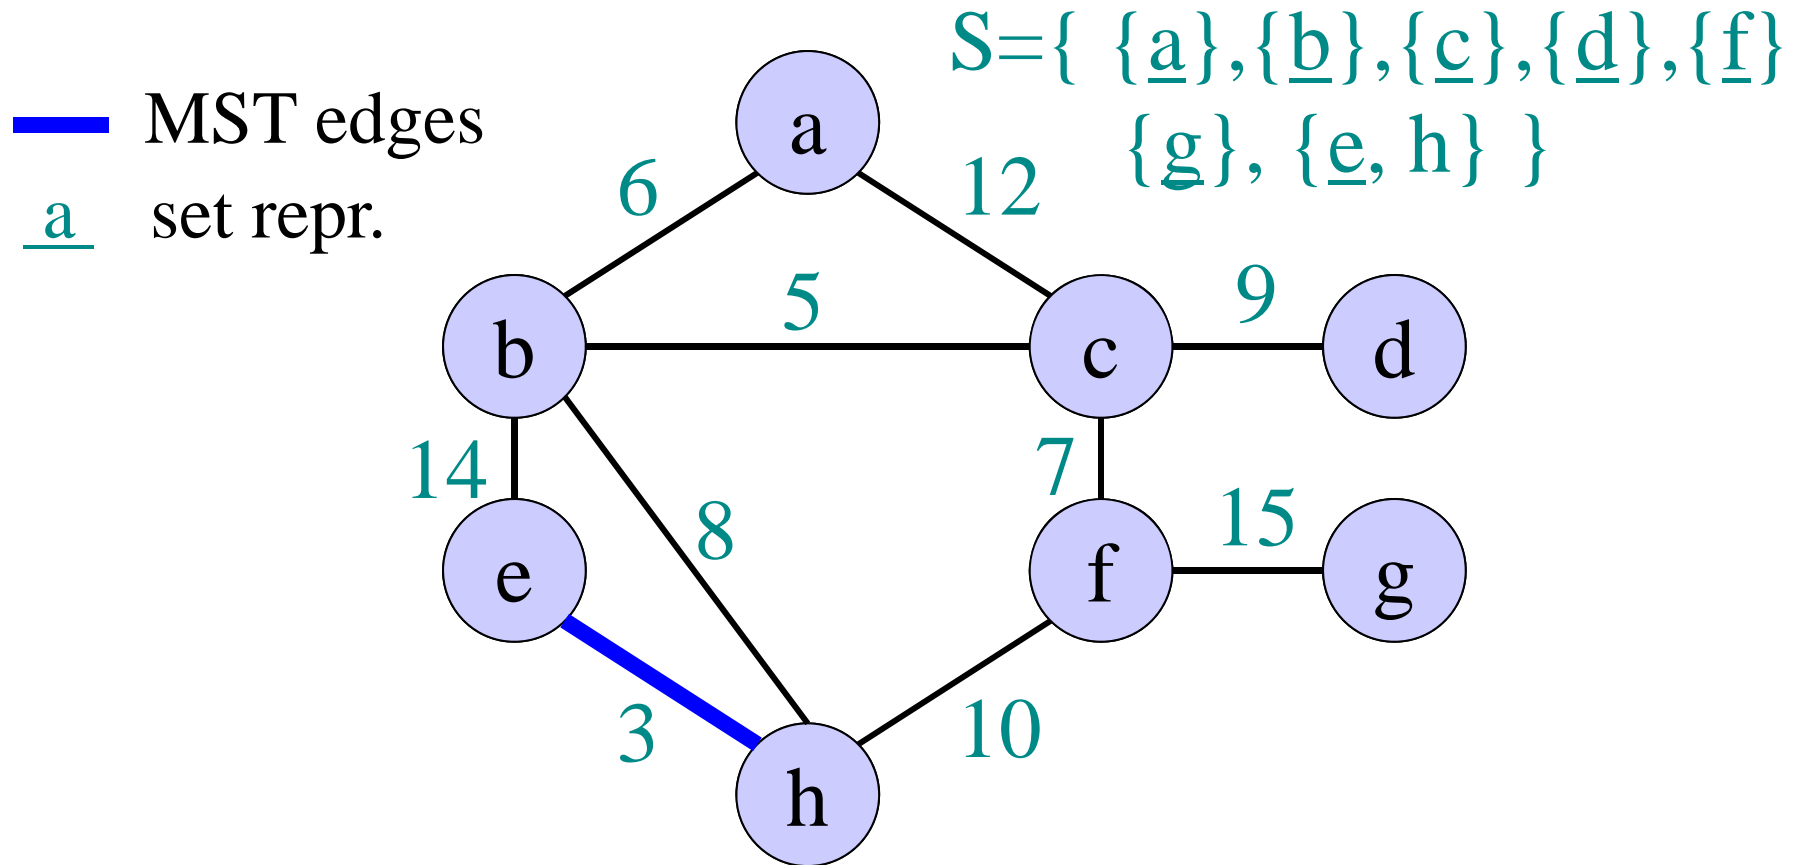 S={ {a},{b},{c},{d},{f}
{g}, {e, h} }
MST edges
a set repr.
a
6
12
5
9
b
c
d
14
7
8
15
e
f
g
3
10
h